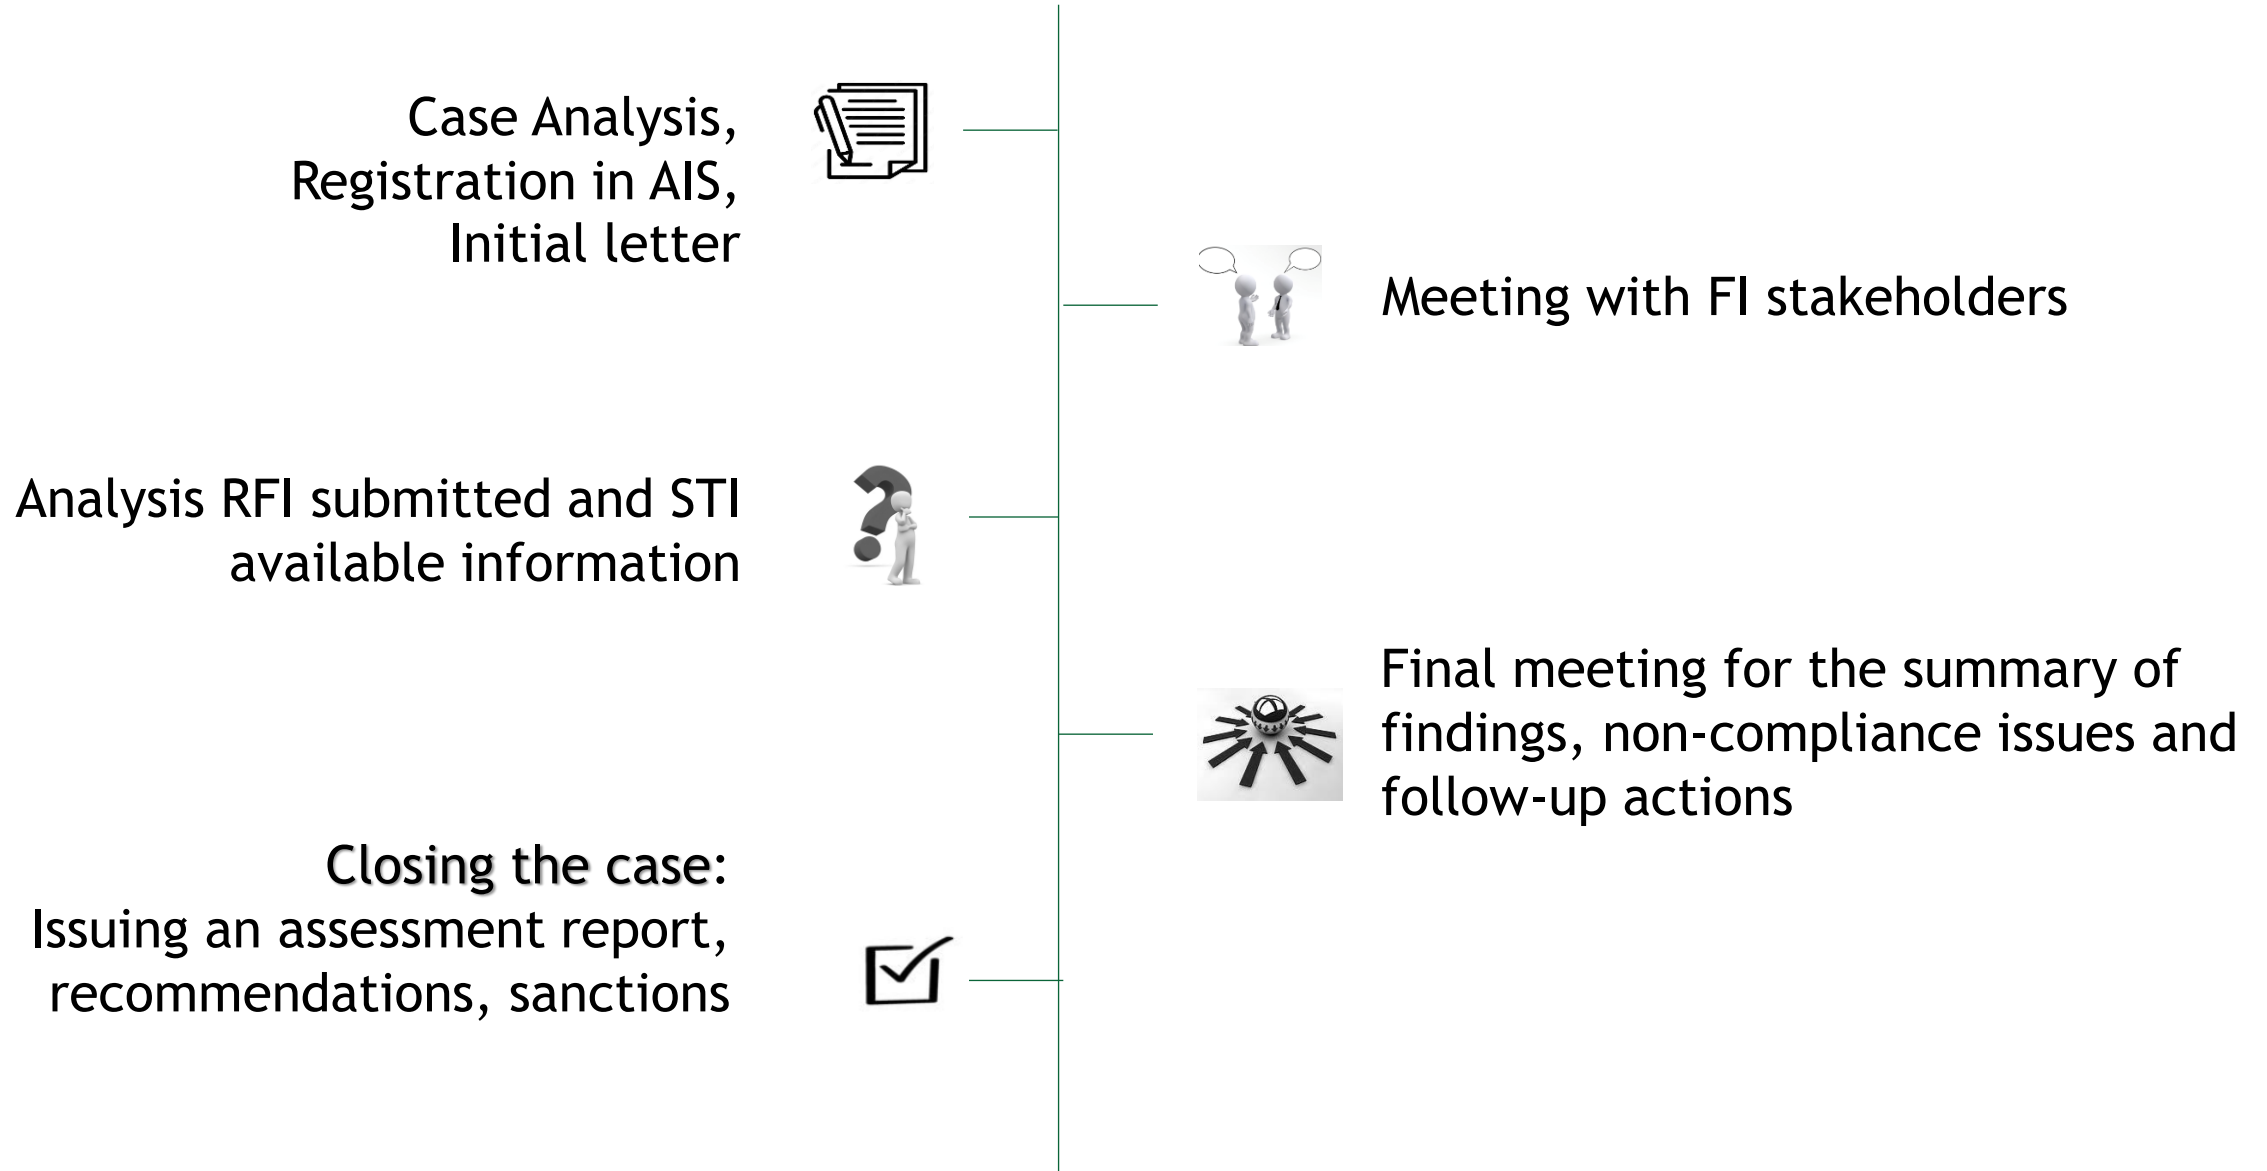 Case Analysis,
Registration in AIS,
Initial letter
Meeting with FI stakeholders
Analysis RFI submitted and STI
available information
Final meeting for the summary of
findings, non-compliance issues and
follow-up actions
Closing the case:
Issuing an assessment report,
recommendations, sanctions